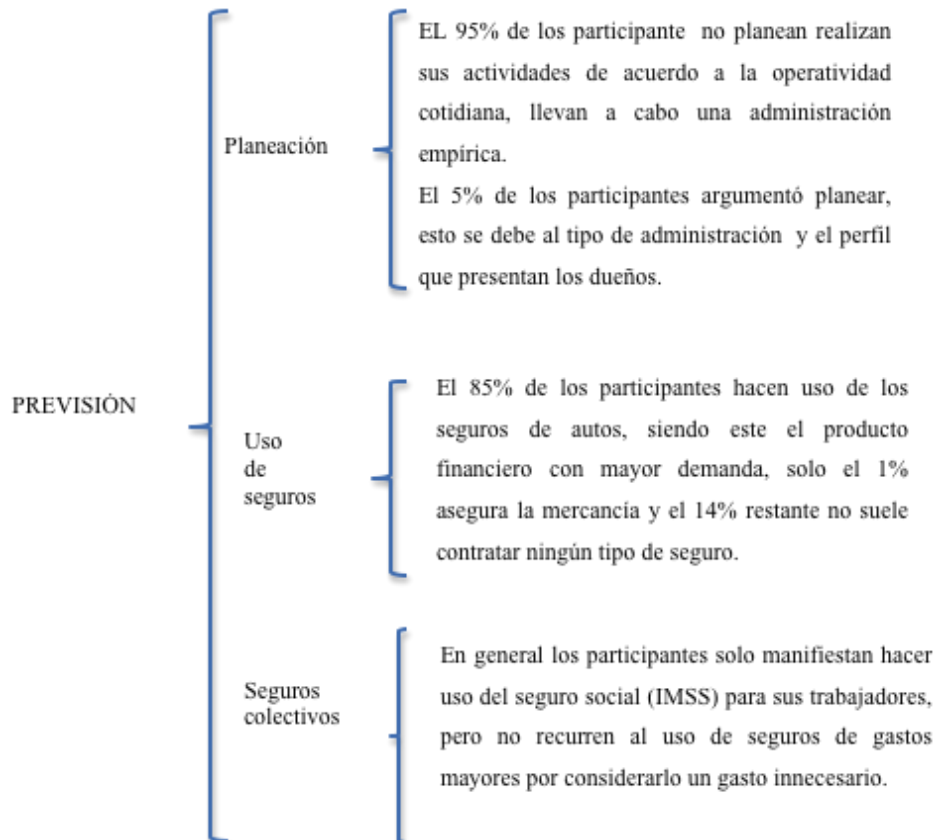 PREVISIÓN
Planeación
EL 95% de los participante no planean realizan
sus actividades de acuerdo a la operatividad
cotidiana, llevan a cabo una administración
empírica.
El 5% de los participantes argumentó planear,
esto se debe al tipo de administración y el perfil
que presentan los dueños.
Uso
de
seguros
El 85% de los participantes hacen uso de los
seguros de autos, siendo este el producto
financiero con mayor demanda, solo el 1%
asegura la mercancía y el 14% restante no suele
contratar ningún tipo de seguro.
Seguros
colectivos
En general los participantes solo manifiestan hacer
uso del seguro social (IMSS) para sus trabajadores,
pero no recurren al uso de seguros de gastos
mayores por considerarlo un gasto innecesario.